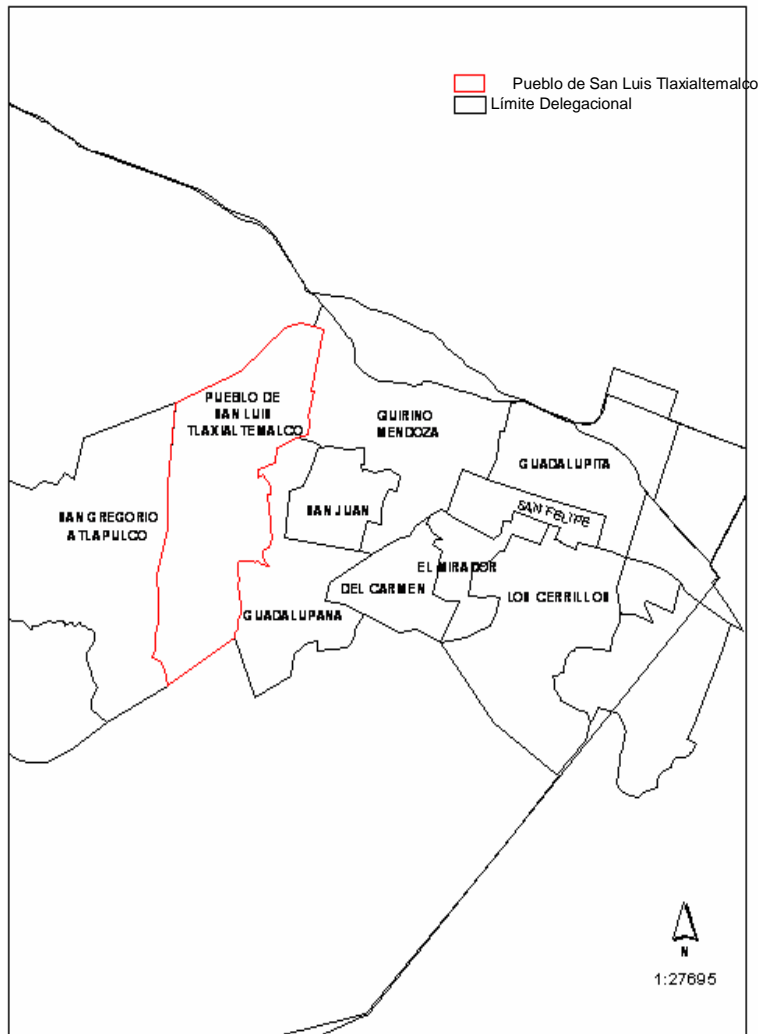 Pueblo de San Luis Tlaxialtemalco
Límite Delegacional
PUEBLO DE
SAN LUIS
TLAXIALTEMALCO
QUIRINO
MENDOZA
GUADALUPITA
SAN GREGORIO
ATLAPULCO
SAN JUAN
SAN FELIPE
EL MIRADOR
DEL CARMEN
LOS CERRILLOS
GUADALUPANA
N
1:27695